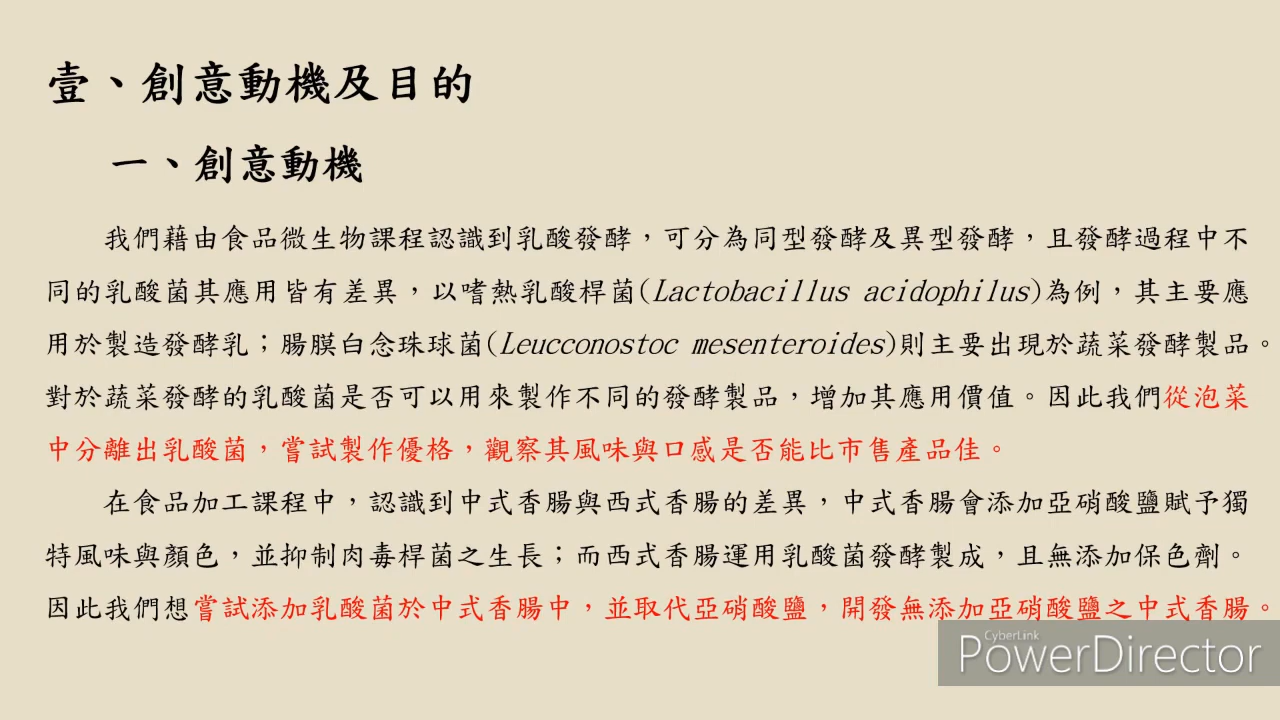 壹、創意動機及目的
一、創意動機
我們藉由食品微生物課程認識到乳酸發酵，可分為同型發酵及異型發酵，且發酵過程中不
同的乳酸菌其應用皆有差異，以嗜熱乳酸桿菌(Lactobacillus acidophilus)為例，其主要應
用於製造發酵乳；腸膜白念珠球菌(Leucconostoc mesenteroides)則主要出現於蔬菜發酵製品。
對於蔬菜發酵的乳酸菌是否可以用來製作不同的發酵製品，增加其應用價值。因此我們從泡菜
中分離出乳酸菌，嘗試製作優格，觀察其風味與口感是否能比市售產品佳。
在食品加工課程中，認識到中式香腸與西式香腸的差異，中式香腸會添加亞硝酸鹽賦予獨
特風味與顏色，並抑制肉毒桿菌之生長；而西式香腸運用乳酸菌發酵製成，且無添加保色劑。
因此我們想嘗試添加乳酸菌於中式香腸中，並取代亞硝酸鹽，開發無添加亞硝酸鹽之中式香腸。
CyberLink
PowerDirector